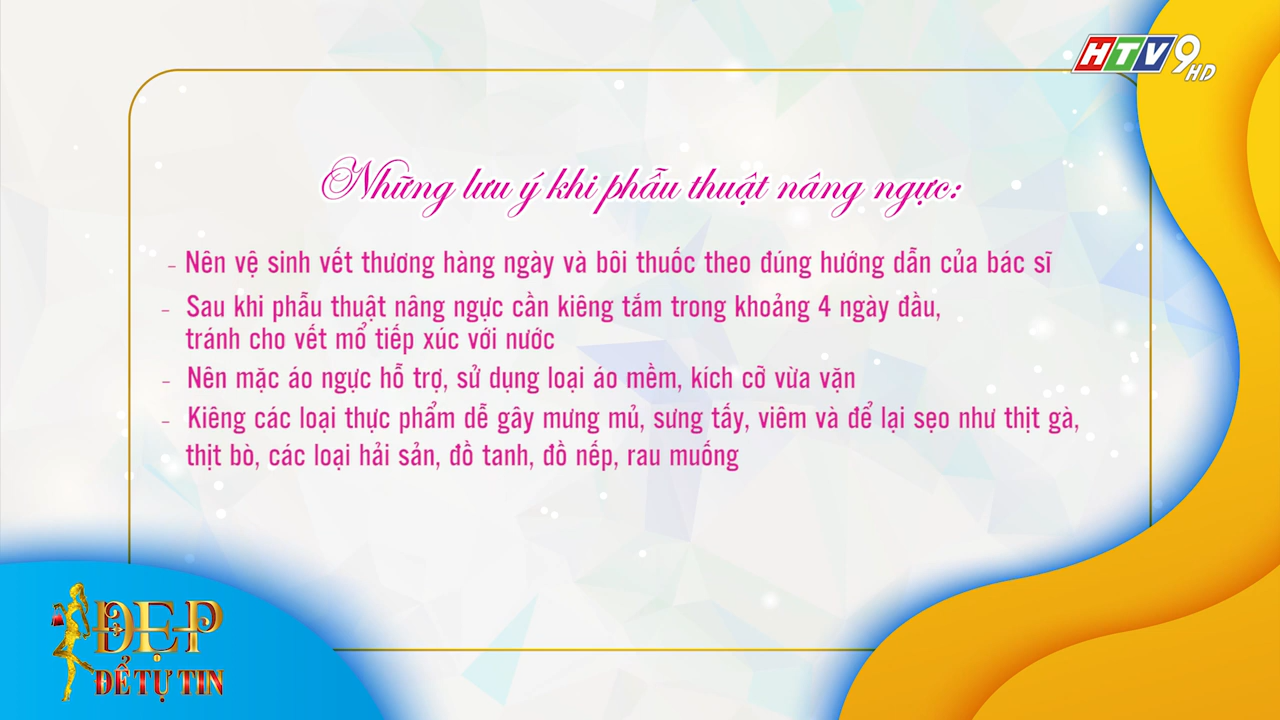 HTV9 HD
Những lưu ý khi phẫu thuật nâng ngực:
- Nên vệ sinh vết thương hàng ngày và bôi thuốc theo đúng hướng dẫn của bác sĩ
- Sau khi phẫu thuật nâng ngực cần kiêng tắm trong khoảng 4 ngày đầu,
tránh cho vết mổ tiếp xúc với nước
- Nên mặc áo ngực hỗ trợ, sử dụng loại áo mềm, kích cỡ vừa vặn
- Kiêng các loại thực phẩm dễ gây mưng mủ, sưng tấy, viêm và để lại sẹo như thịt gà,
thịt bò, các loại hải sản, đồ tanh, đồ nếp, rau muống
ĐẸP
ĐỂ TỰ TIN